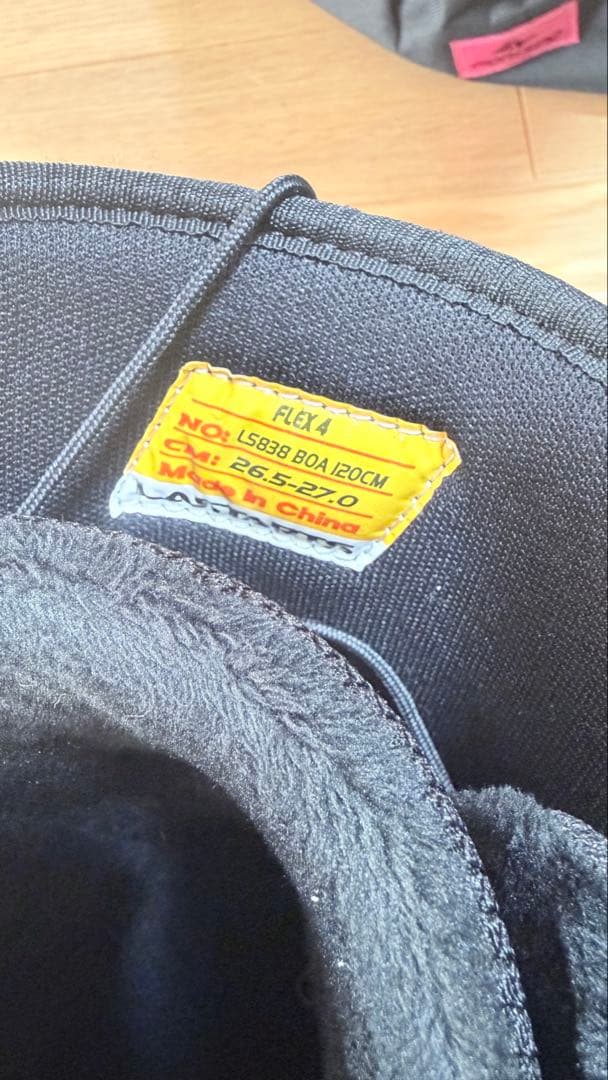 FLEX 4
NO: LS838 BOA 120CM
CM: 26.5-27.0
Made in China